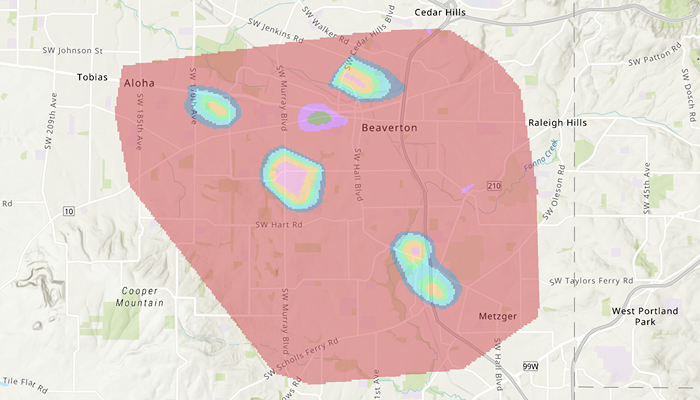 Cedar Hills
SW Walker Rd
SW Jenkins Rd
SW Cedar Hills Blvd
SW Johnson St
SW Patton Rd
Tobias
Aloha
SW Dosch Rd
SW 209th Ave
SW 185th Ave
SW Murray Blvd
Raleigh Hills
Beaverton
Fanno Creek
SW Hall Blvd
SW 45th Ave
210
SW Oleson Rd
Rd
10
SW Hart Rd
SW Taylors Ferry Rd
Cooper
Mountain
SW Murray Blvd
Metzger
West Portland
Park
SW Scholls Ferry Rd
SW Hall Blvd
99W
Tile Flat Rd
1st Ave